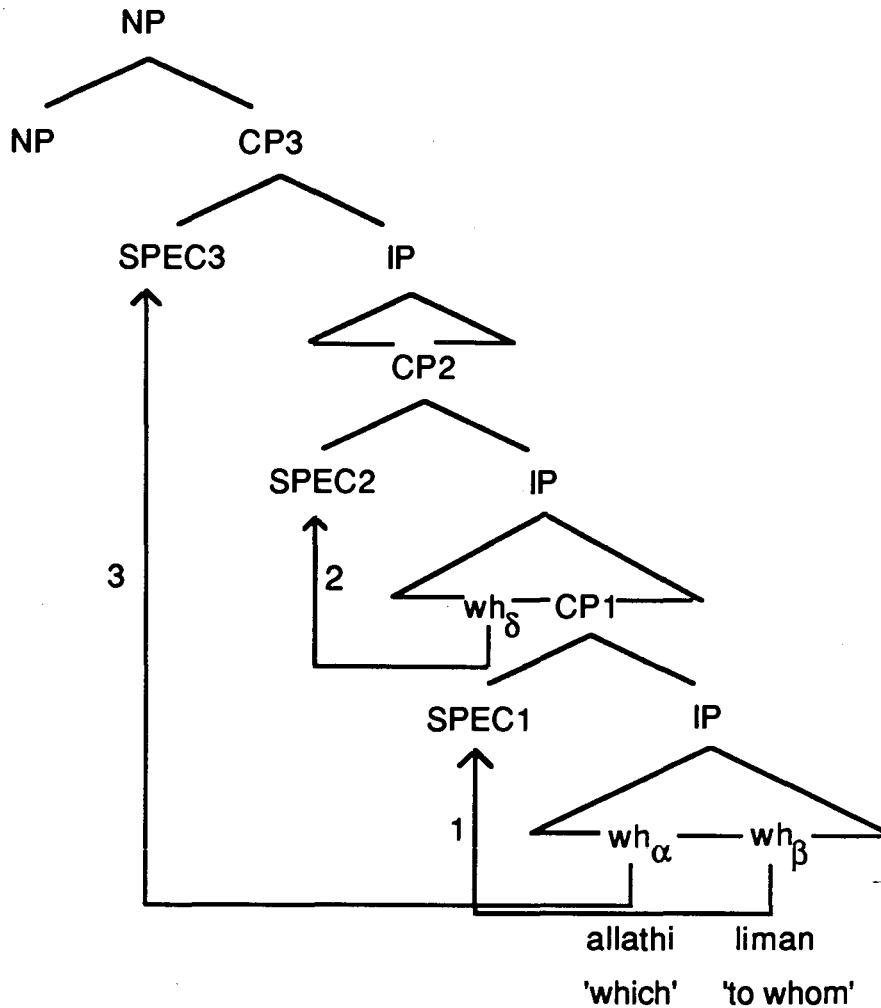 NP
NP CP3
SPEC3 IP
CP2
SPEC2 IP
3 2 whδ CP1
SPEC1 IP
1 whα whβ
allathi liman
'which' 'to whom'